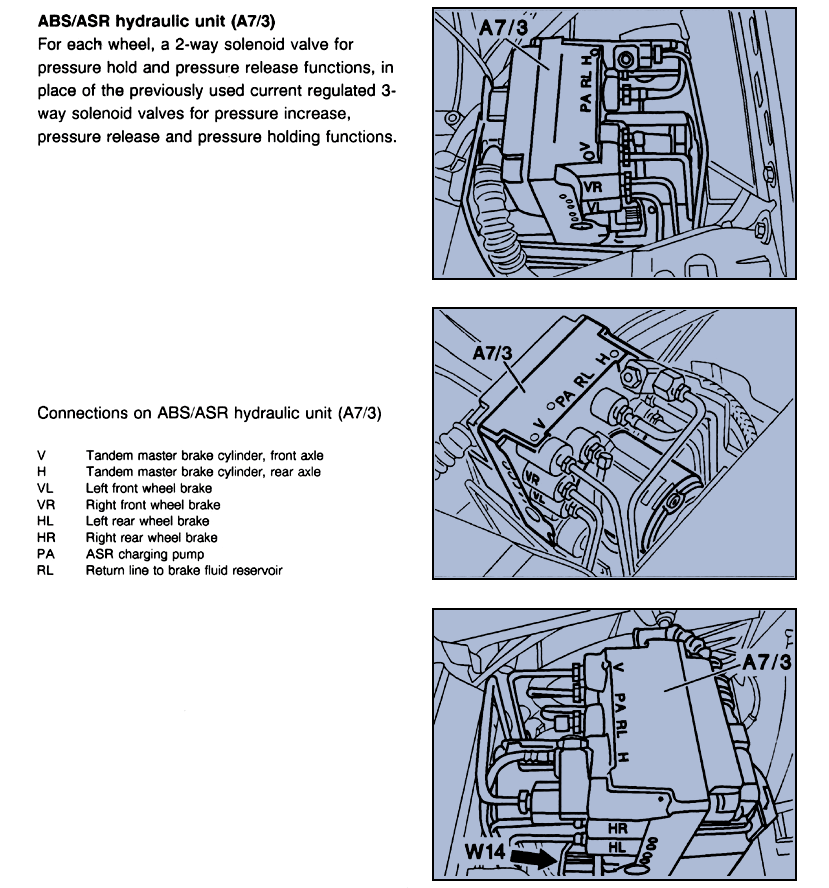 ABS/ASR hydraulic unit (A7/3)
For each wheel, a 2-way solenoid valve for
pressure hold and pressure release functions, in
place of the previously used current regulated 3-
way solenoid valves for pressure increase,
pressure release and pressure holding functions.
A7/3
H
RL
PA
V
VR
VL
A7/3
H
RL
PA
V
VR
VL
Connections on ABS/ASR hydraulic unit (A7/3)
V Tandem master brake cylinder, front axle
H Tandem master brake cylinder, rear axle
VL Left front wheel brake
VR Right front wheel brake
HL Left rear wheel brake
HR Right rear wheel brake
PA ASR charging pump
RL Return line to brake fluid reservoir
A7/3
V
PA
RL
H
HR
HL
W14